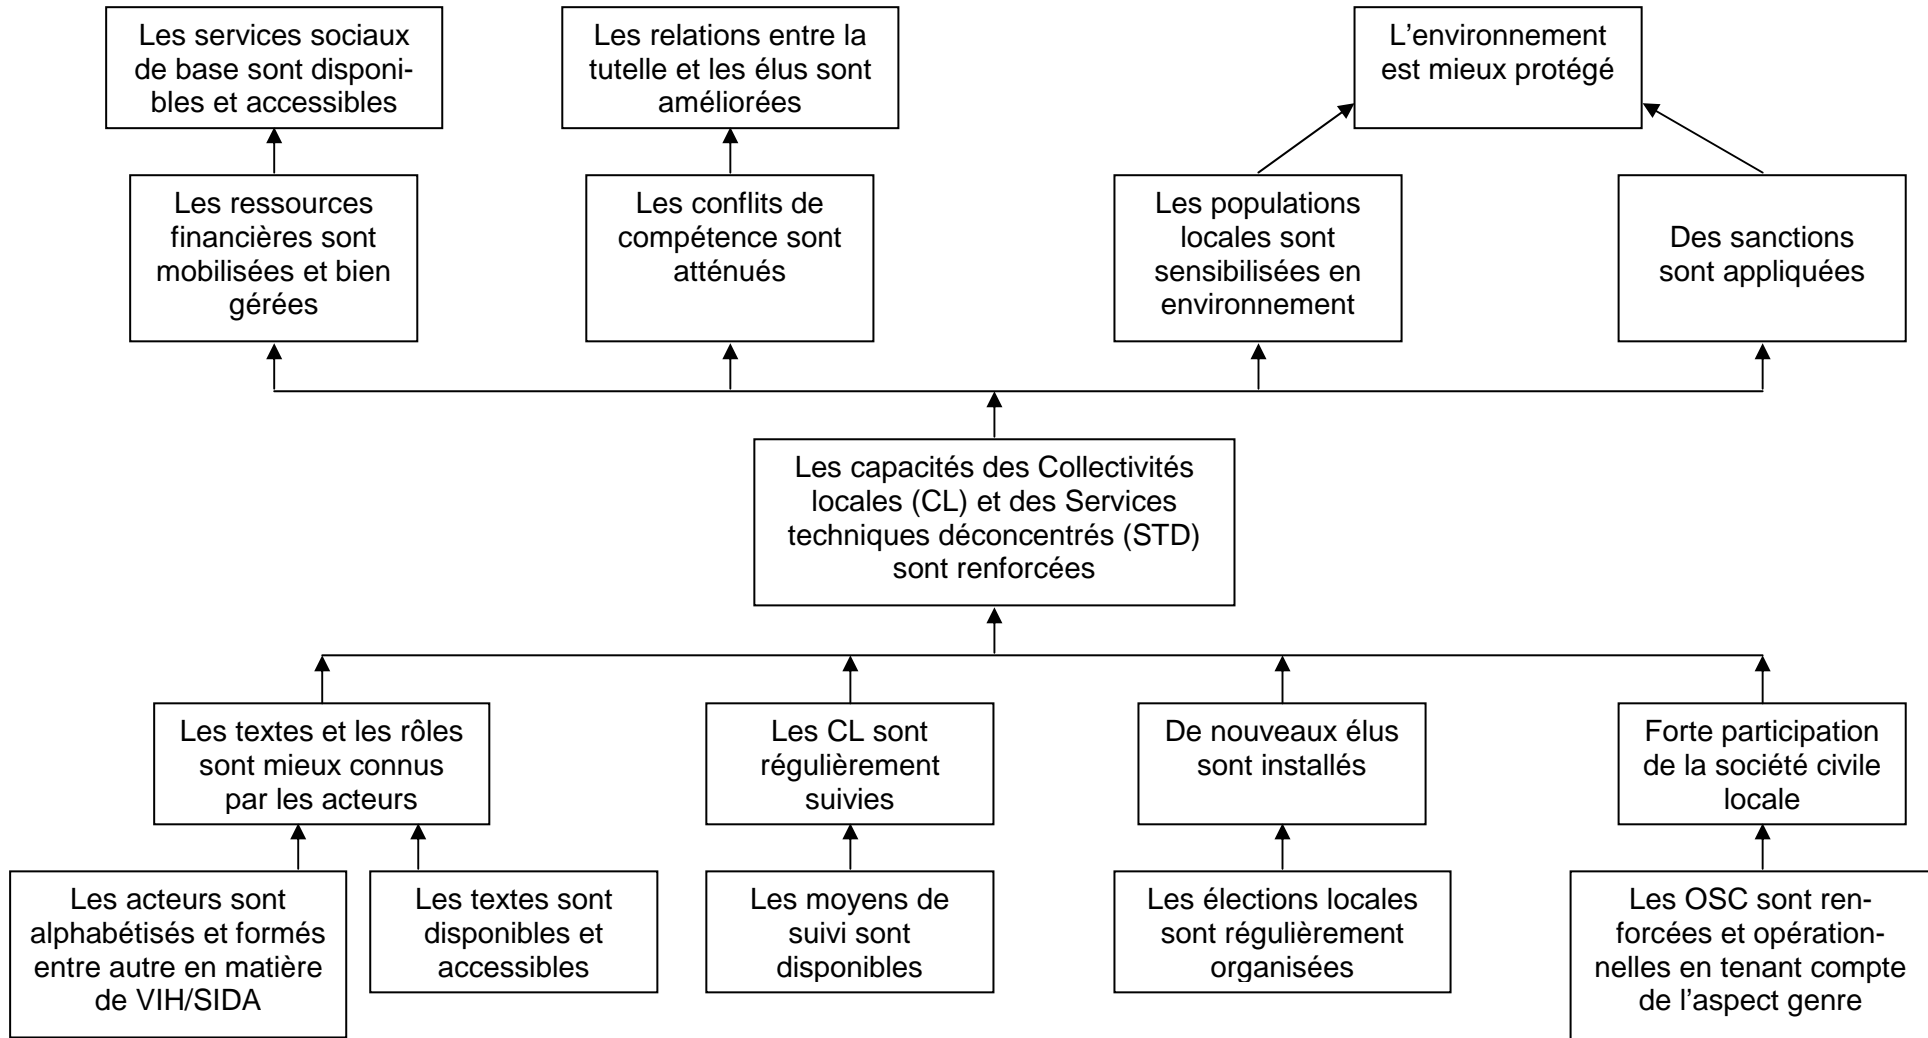 Les services sociaux
de base sont disponi-
bles et accessibles
Les relations entre la
tutelle et les élus sont
améliorées
L'environnement
est mieux protégé
Les ressources
financières sont
mobilisées et bien
gérées
Les conflits de
compétence sont
atténués
Les populations
locales sont
sensibilisées en
environnement
Des sanctions
sont appliquées
Les capacités des Collectivités
locales (CL) et des Services
techniques déconcentrés (STD)
sont renforcées
Les textes et les rôles
sont mieux connus
par les acteurs
Les CL sont
régulièrement
suivies
De nouveaux élus
sont installés
Forte participation
de la société civile
locale
Les acteurs sont
alphabétisés et formés
entre autre en matière
de VIH/SIDA
Les textes sont
disponibles et
accessibles
Les moyens de
suivi sont
disponibles
Les élections locales
sont régulièrement
organisées
Les OSC sont ren-
forcées et opération-
nelles en tenant compte
de l'aspect genre